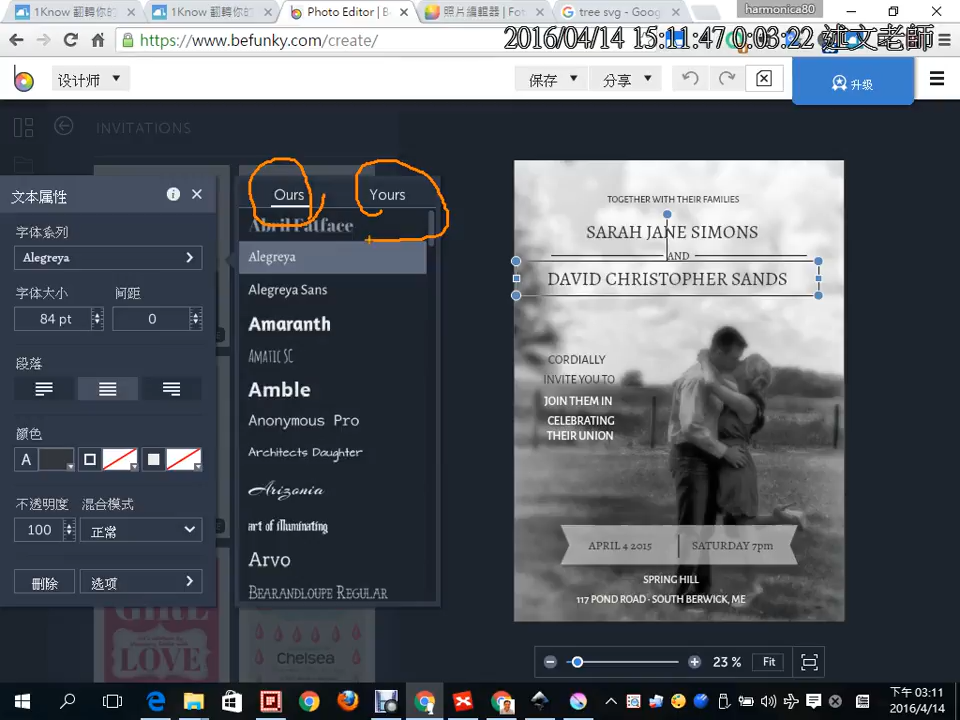 1Know 翻轉你的
1Know 翻轉你的
Photo Editor | B
照片編輯器 | Fot
tree svg - Goog
harmonica80
https://www.befunky.com/create/
2016/04/14 15:11:47 0:03:22 述文老師
设计师
保存
分享
升级
INVITATIONS
文本属性
字体系列
Alegreya
字体大小
间距
84 pt
0
段落
颜色
A
不透明度
混合模式
100
正常
刪除
选项
Ours
Yours
Abril Fatface
Alegreya
Alegreya Sans
Amaranth
Amatic SC
Amble
Anonymous Pro
Architects Daughter
Arizonia
art of illuminating
Arvo
Bearandloupe Regular
GIRL
LOVE
Chelsea
TOGETHER WITH THEIR FAMILIES
SARAH JANE SIMONS
AND
DAVID CHRISTOPHER SANDS
CORDIALLY
INVITE YOU TO
JOIN THEM IN
CELEBRATING
THEIR UNION
APRIL 4 2015
SATURDAY 7pm
SPRING HILL
117 POND ROAD · SOUTH BERWICK, ME
23 %
Fit
下午 03:11
2016/4/14